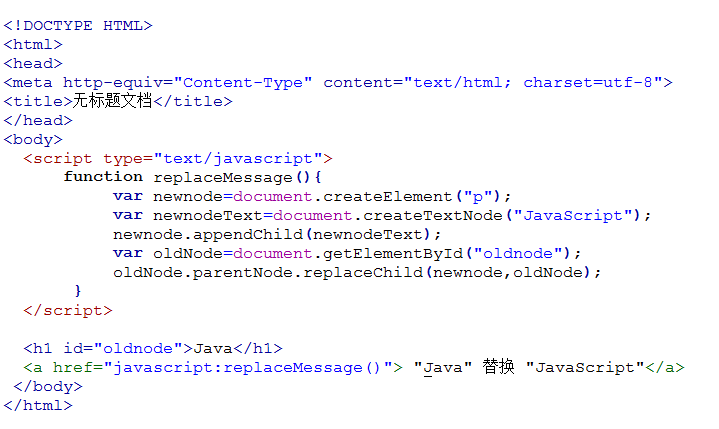 <!DOCTYPE HTML>
<html>
<head>
<meta http-equiv="Content-Type" content="text/html; charset=utf-8">
<title>无标题文档</title>
</head>
<body>
<script type="text/javascript">
function replaceMessage(){
var newnode=document.createElement("p");
var newnodeText=document.createTextNode("JavaScript");
newnode.appendChild(newnodeText);
var oldNode=document.getElementById("oldnode");
oldNode.parentNode.replaceChild(newnode,oldNode);
}
</script>
<h1 id="oldnode">Java</h1>
<a href="javascript:replaceMessage()"> "Java" 替换 "JavaScript"</a>
</body>
</html>